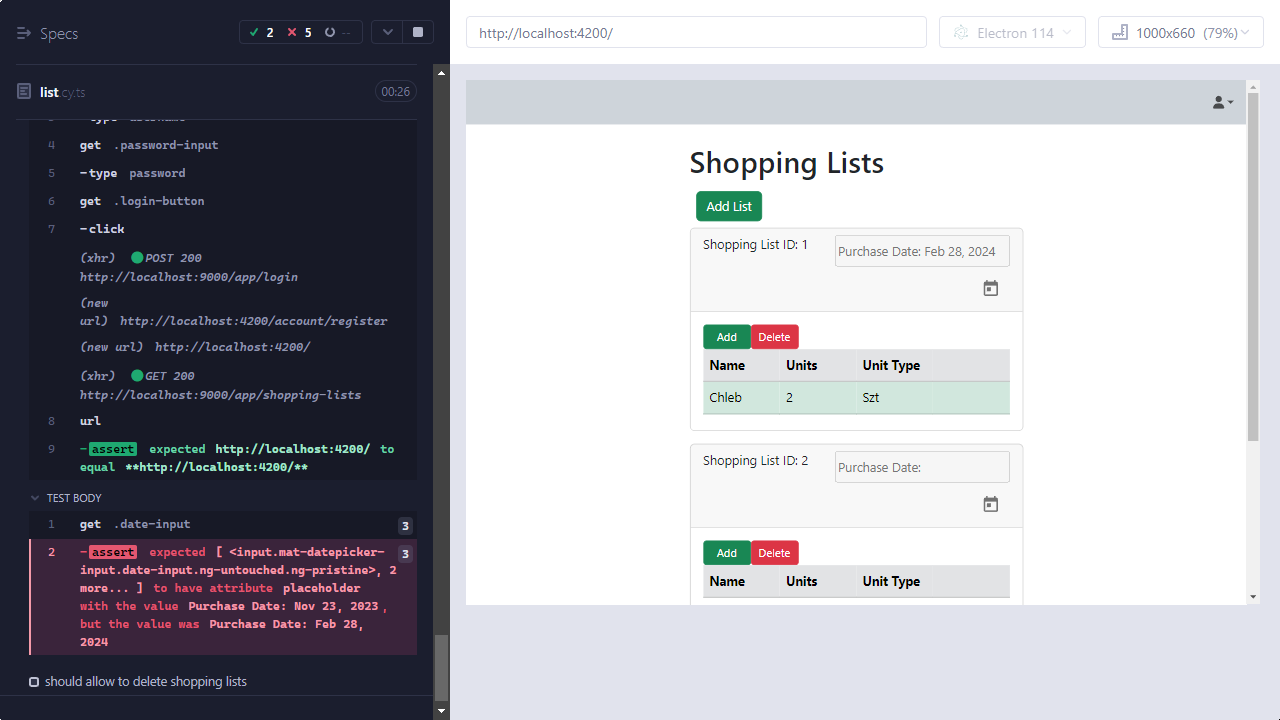 Specs
2
5
--
list.cy.ts
00:26
4 get .password-input
5 -type password
6 get .login-button
7 -click
(xhr) POST 200
http://localhost:9000/app/login
(new
url) http://localhost:4200/account/register
(new url) http://localhost:4200/
(xhr) GET 200
http://localhost:9000/app/shopping-lists
8 url
9 -assert expected http://localhost:4200/ to
equal **http://localhost:4200/**
TEST BODY
1 get .date-input 3
2 -assert expected [ <input.mat-datepicker- 3
input.date-input.ng-untouched.ng-pristine>, 2
more... ] to have attribute placeholder
with the value Purchase Date: Nov 23, 2023,
but the value was Purchase Date: Feb 28,
2024
should allow to delete shopping lists
http://localhost:4200/
Electron 114
1000x660 (79%)
Shopping Lists
Add List
Shopping List ID: 1
Purchase Date: Feb 28, 2024
Add Delete
Name Units Unit Type
Chleb 2 Szt
Shopping List ID: 2
Purchase Date:
Add Delete
Name Units Unit Type